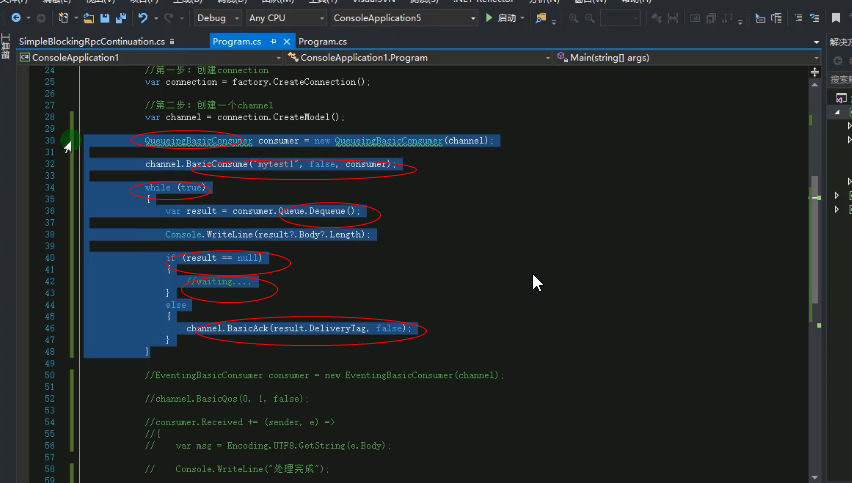 Debug
Any CPU
ConsoleApplication5
启动
SimpleBlockingRpcContinuation.cs
Program.cs
Program.cs
解决方
ConsoleApplication1
ConsoleApplication1.Program
Main(string[] args)
搜索解
24 //第一步：创建connection
25 var connection = factory.CreateConnection();
26
27 //第二步：创建一个channel
28 var channel = connection.CreateModel();
29
30 QueueingBasicConsumer consumer = new QueueingBasicConsumer(channel);
31
32 channel.BasicConsume("mytest1", false, consumer);
33
34 while (true)
35 {
36 var result = consumer.Queue.Dequeue();
37
38 Console.WriteLine(result?.Body?.Length);
39
40 if (result == null)
41 {
42 //waiting....
43 }
44 else
45 {
46 channel.BasicAck(result.DeliveryTag, false);
47 }
48 }
49
50 //EventingBasicConsumer consumer = new EventingBasicConsumer(channel);
51
52 //channel.BasicQos(0, 1, false);
53
54 //consumer.Received += (sender, e) =>
55 //{
56 // var msg = Encoding.UTF8.GetString(e.Body);
57
58 // Console.WriteLine("处理完成");
59